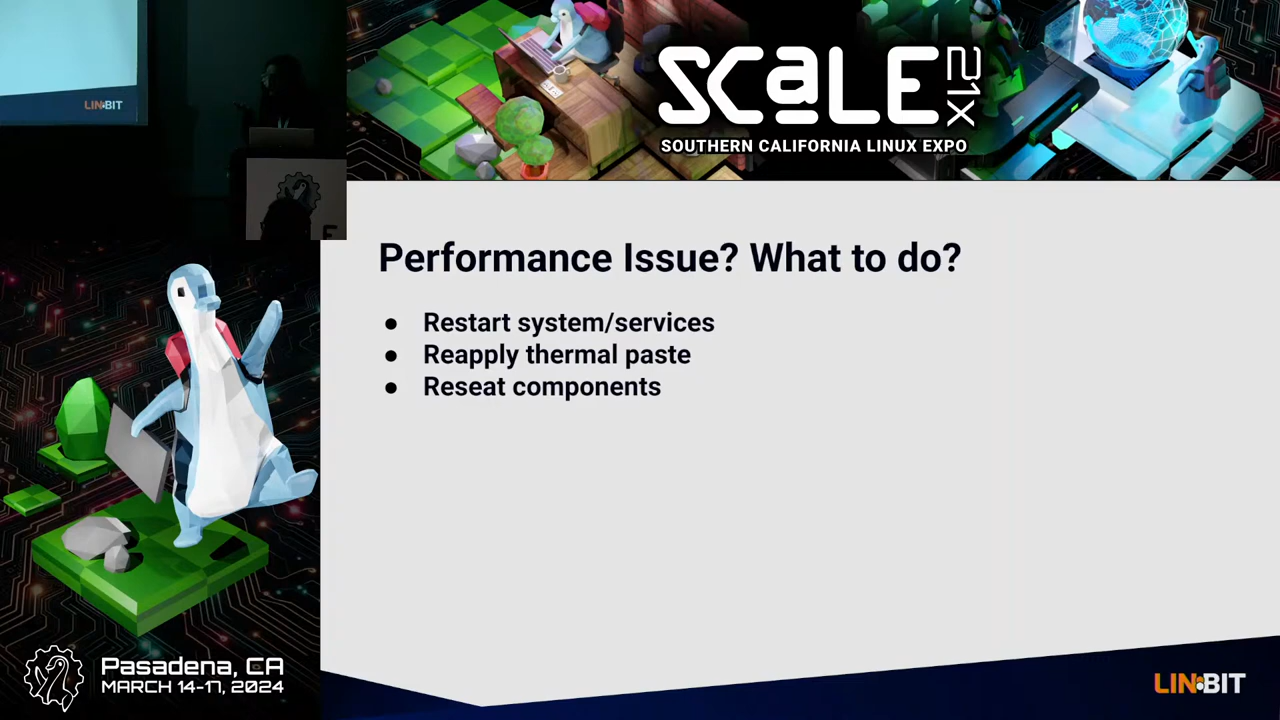 LINBIT
SCaLE 21X
SOUTHERN CALIFORNIA LINUX EXPO
Performance Issue? What to do?
● Restart system/services
● Reapply thermal paste
● Reseat components
Pasadena, CA
MARCH 14-17, 2024
LINBIT